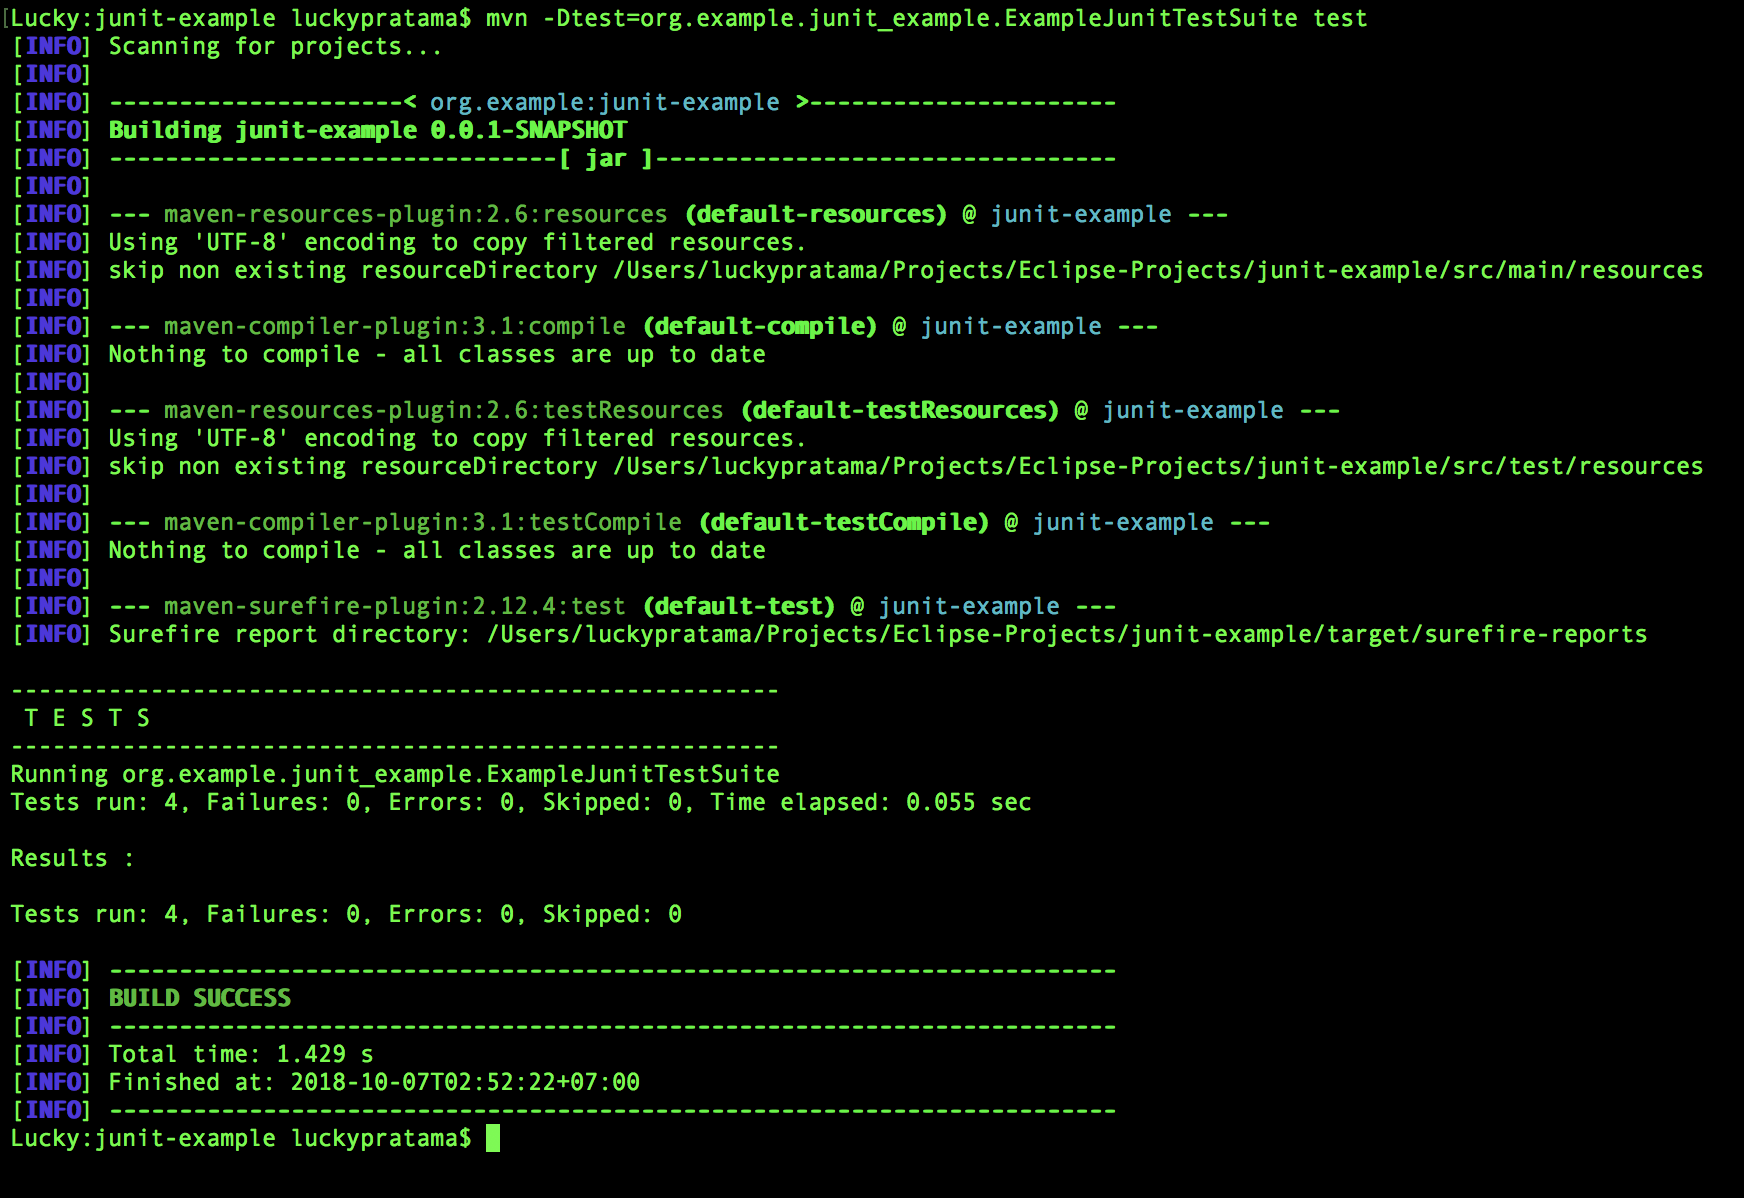 [Lucky:junit-example luckypratama$ mvn -Dtest=org.example.junit_example.ExampleJunitTestSuite test
[INFO] Scanning for projects...
[INFO]
[INFO] ---------------------< org.example:junit-example >----------------------
[INFO] Building junit-example 0.0.1-SNAPSHOT
[INFO] --------------------------------[ jar ]---------------------------------
[INFO]
[INFO] --- maven-resources-plugin:2.6:resources (default-resources) @ junit-example ---
[INFO] Using 'UTF-8' encoding to copy filtered resources.
[INFO] skip non existing resourceDirectory /Users/luckypratama/Projects/Eclipse-Projects/junit-example/src/main/resources
[INFO]
[INFO] --- maven-compiler-plugin:3.1:compile (default-compile) @ junit-example ---
[INFO] Nothing to compile - all classes are up to date
[INFO]
[INFO] --- maven-resources-plugin:2.6:testResources (default-testResources) @ junit-example ---
[INFO] Using 'UTF-8' encoding to copy filtered resources.
[INFO] skip non existing resourceDirectory /Users/luckypratama/Projects/Eclipse-Projects/junit-example/src/test/resources
[INFO]
[INFO] --- maven-compiler-plugin:3.1:testCompile (default-testCompile) @ junit-example ---
[INFO] Nothing to compile - all classes are up to date
[INFO]
[INFO] --- maven-surefire-plugin:2.12.4:test (default-test) @ junit-example ---
[INFO] Surefire report directory: /Users/luckypratama/Projects/Eclipse-Projects/junit-example/target/surefire-reports
-------------------------------------------------------
T E S T S
-------------------------------------------------------
Running org.example.junit_example.ExampleJunitTestSuite
Tests run: 4, Failures: 0, Errors: 0, Skipped: 0, Time elapsed: 0.055 sec
Results :
Tests run: 4, Failures: 0, Errors: 0, Skipped: 0
[INFO] ------------------------------------------------------------------------
[INFO] BUILD SUCCESS
[INFO] ------------------------------------------------------------------------
[INFO] Total time: 1.429 s
[INFO] Finished at: 2018-10-07T02:52:22+07:00
[INFO] ------------------------------------------------------------------------
Lucky:junit-example luckypratama$